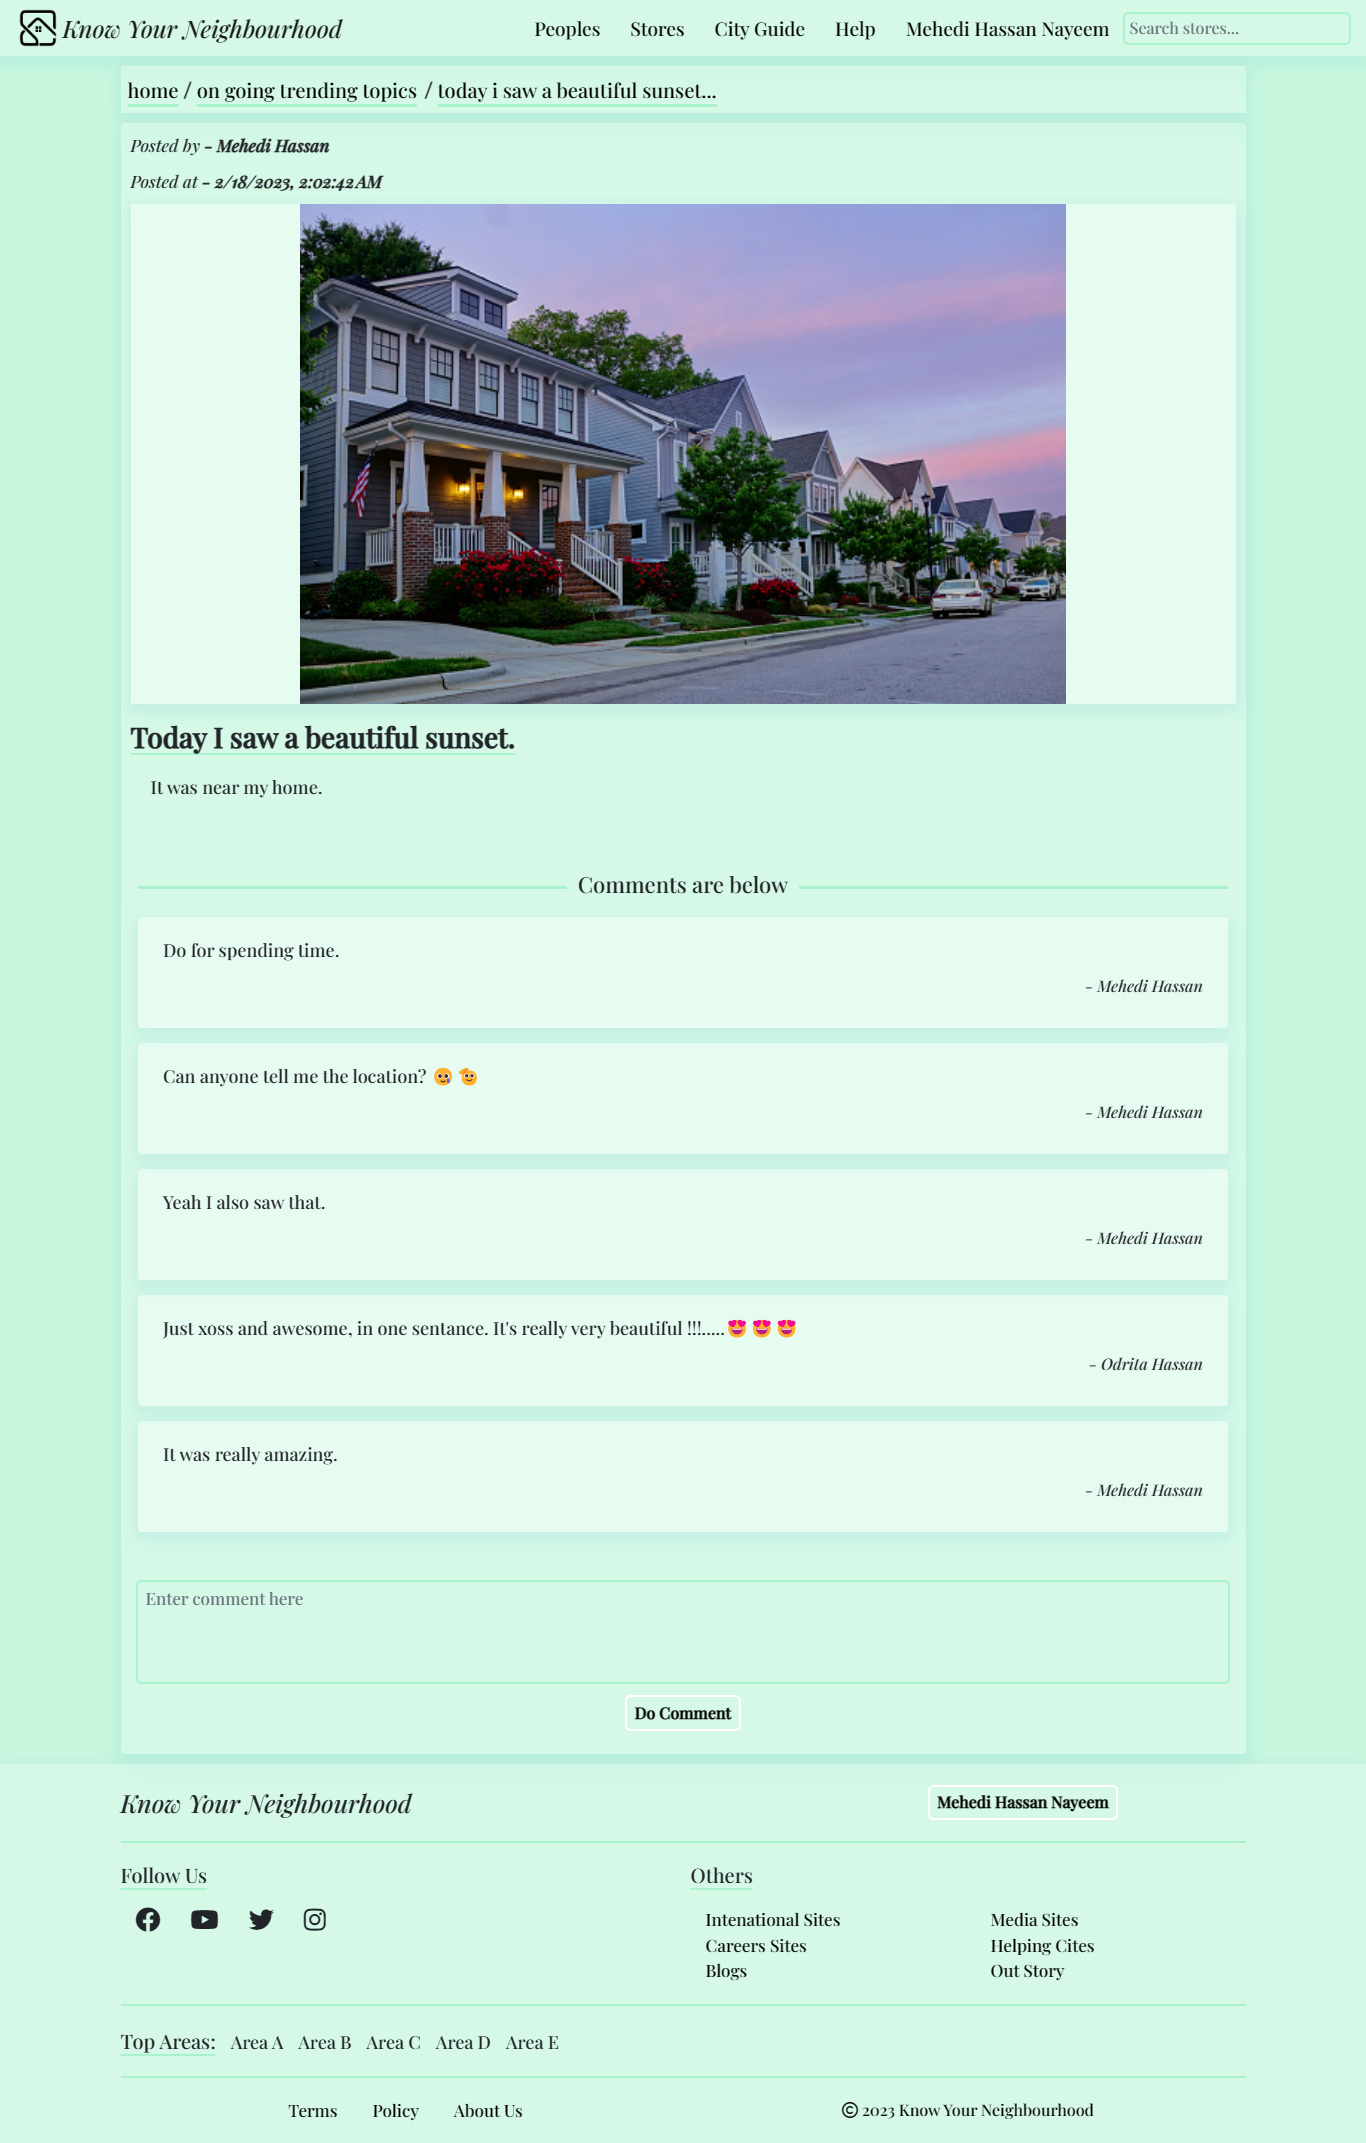 Know Your Neighbourhood Peoples Stores City Guide Help Mehedi Hassan Nayeem Search stores...
home / on going trending topics / today i saw a beautiful sunset...
Posted by - Mehedi Hassan
Posted at - 2/18/2023, 2:02:42 AM
Today I saw a beautiful sunset.
It was near my home.
Comments are below
Do for spending time.
- Mehedi Hassan
Can anyone tell me the location? 🥲 🫡
- Mehedi Hassan
Yeah I also saw that.
- Mehedi Hassan
Just xoss and awesome, in one sentance. It's really very beautiful !!!.....😍 😍 😍
- Odrita Hassan
It was really amazing.
- Mehedi Hassan
Enter comment here
Do Comment
Know Your Neighbourhood Mehedi Hassan Nayeem
Follow Us Others
Intenational Sites Media Sites
Careers Sites Helping Cites
Blogs Out Story
Top Areas: Area A Area B Area C Area D Area E
Terms Policy About Us © 2023 Know Your Neighbourhood